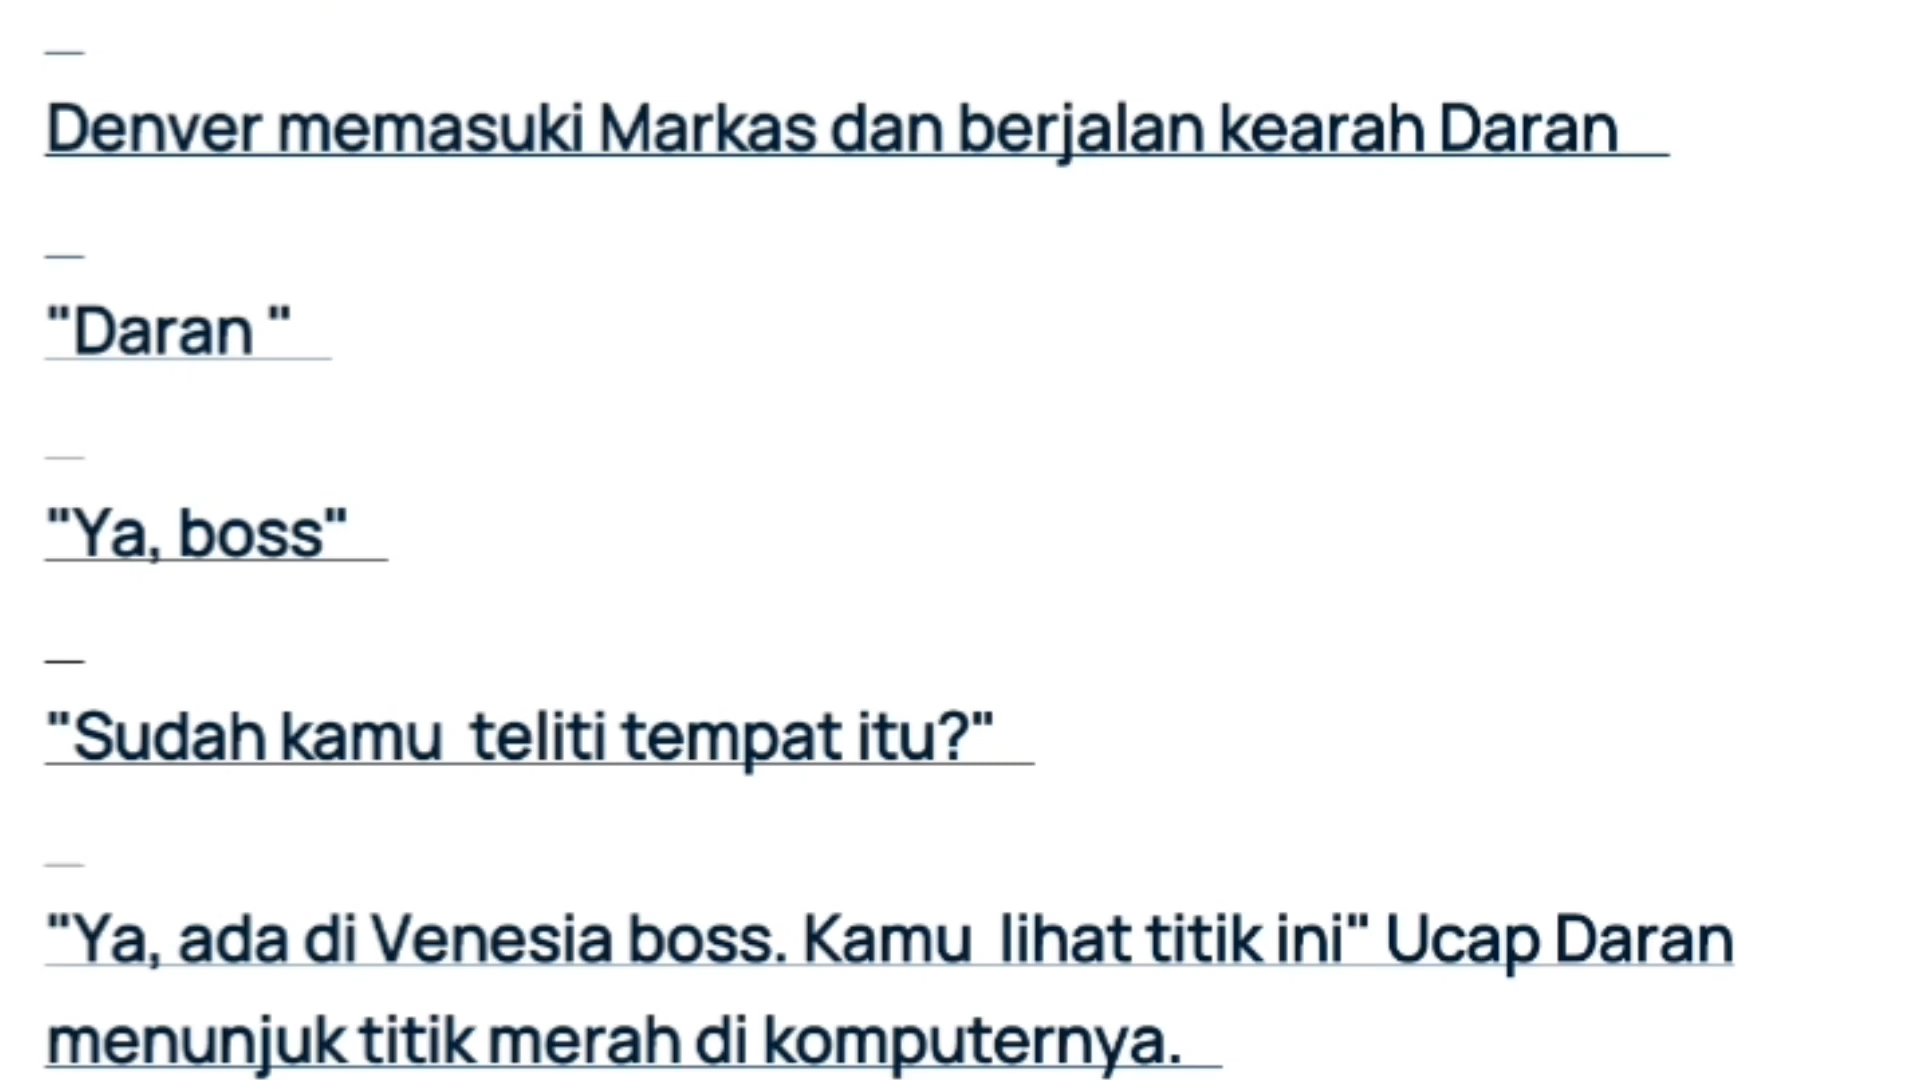 Denver memasuki Markas dan berjalan kearah Daran
"Daran "
"Ya, boss"
"Sudah kamu  teliti tempat itu?"
"Ya, ada di Venesia boss. Kamu  lihat titik ini" Ucap Daran
menunjuk titik merah di komputernya.